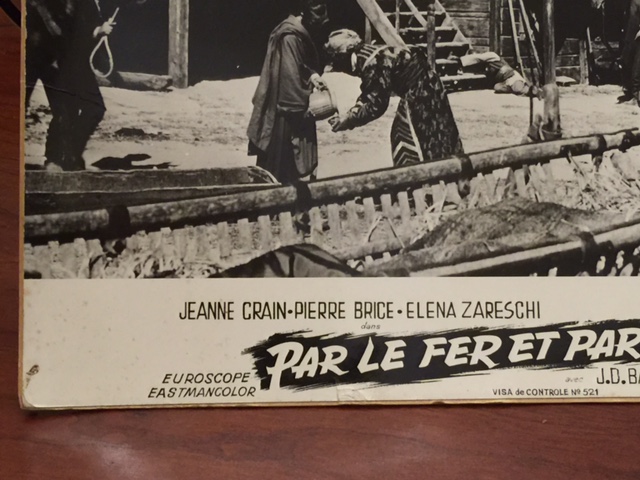 JEANNE CRAIN • PIERRE BRICE • ELENA ZARESCHI
dans
PAR LE FER ET PAR
EUROSCOPE
EASTMANCOLOR
avec J.D.BA
VISA de CONTROLE Nº 521